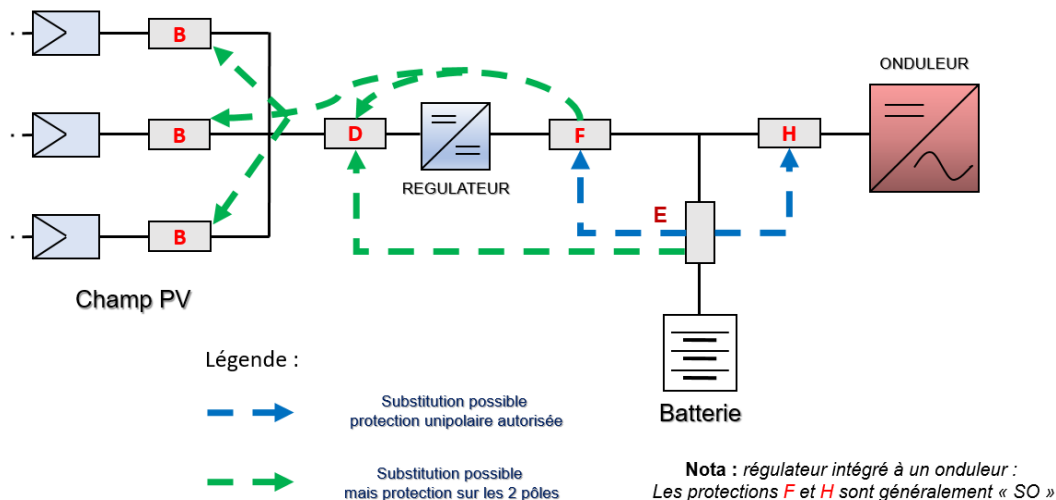 B
ONDULEUR
B
D
F
H
REGULATEUR
E
B
Champ PV
Légende :
Batterie
Substitution possible
protection unipolaire autorisée
Substitution possible
mais protection sur les 2 pôles
Nota : régulateur intégré à un onduleur :
Les protections F et H sont généralement « SO »